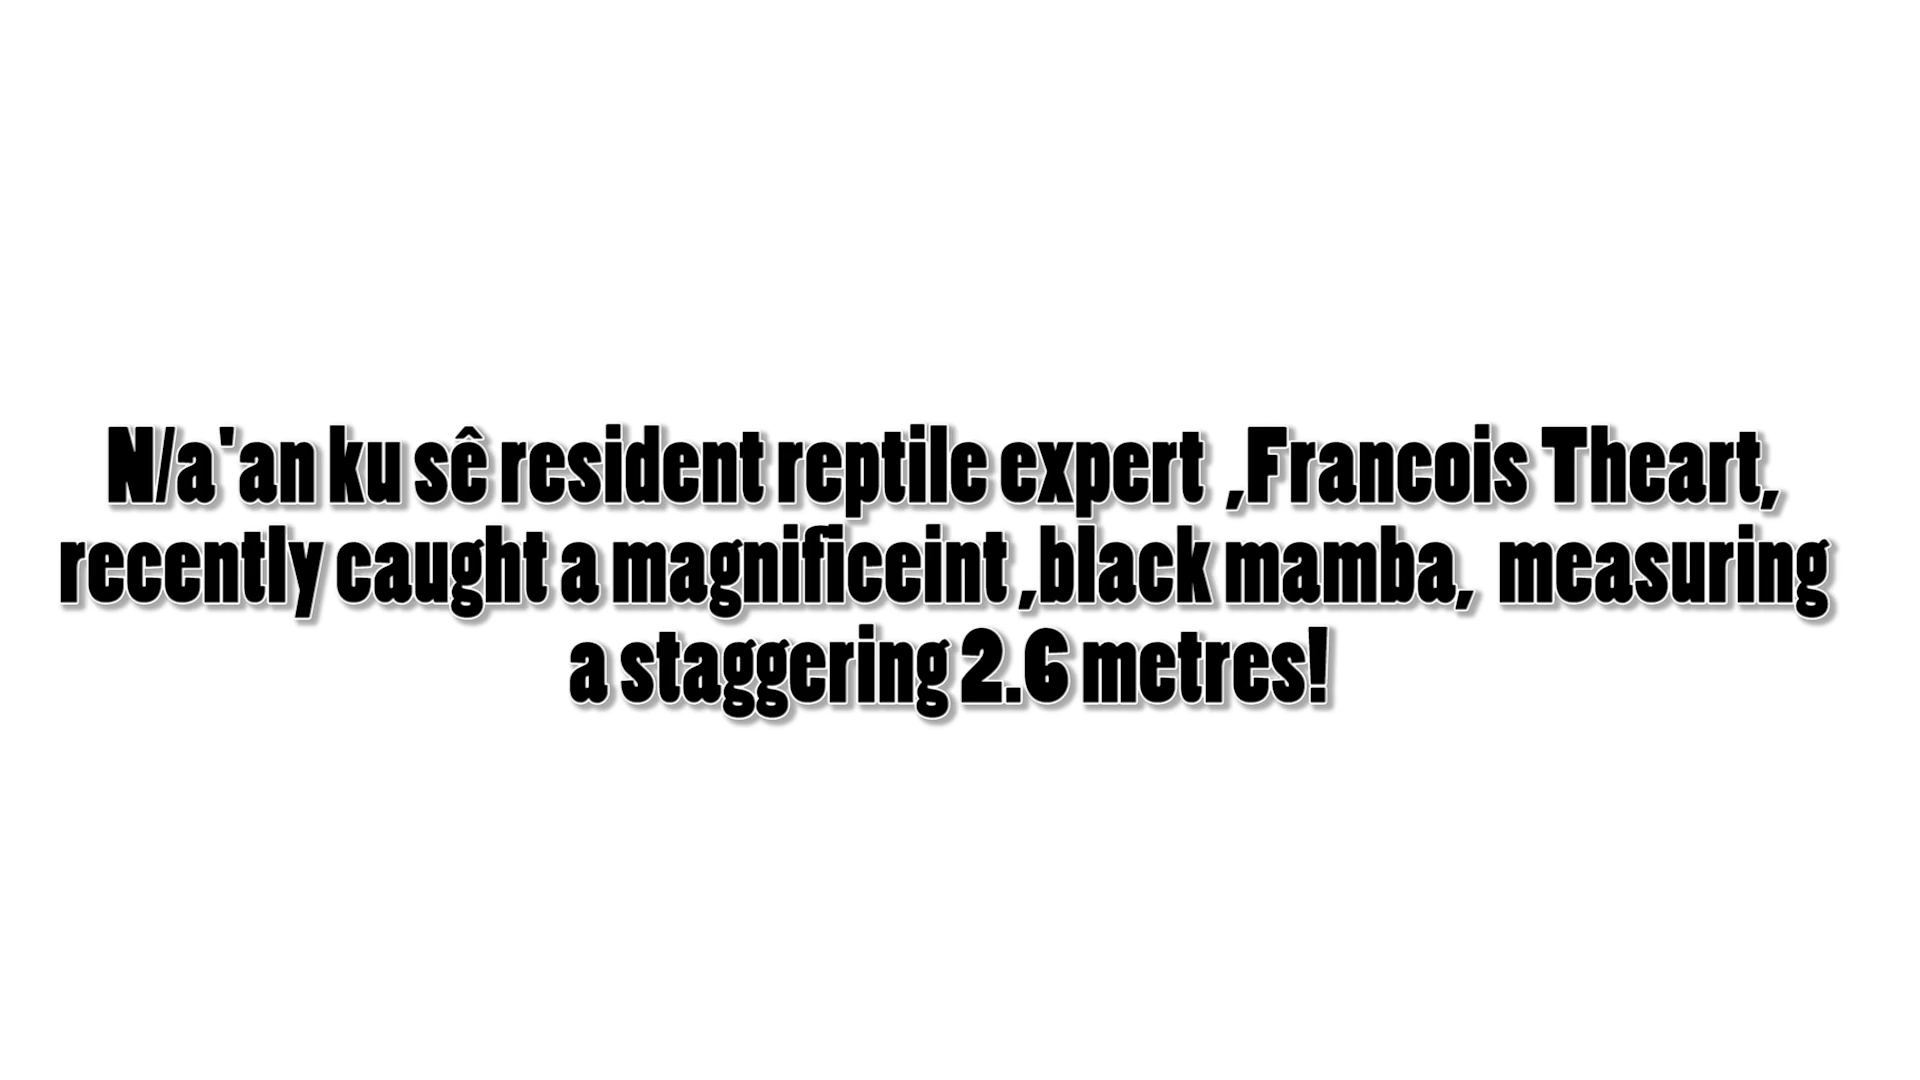 N/a'an ku sê resident reptile expert ,Francois Theart,
recently caught a magnificeint ,black mamba, measuring
a staggering 2.6 metres!